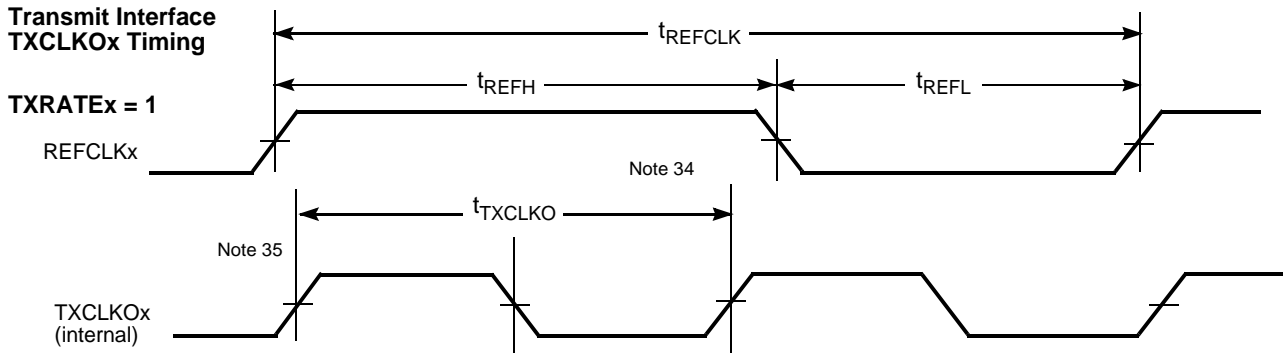 Transmit Interface
TXCLKOx Timing
tREFCLK
tREFH
tREFL
TXRATEx = 1
REFCLKx
Note 34
tTXCLKO
Note 35
TXCLKOx
(internal)